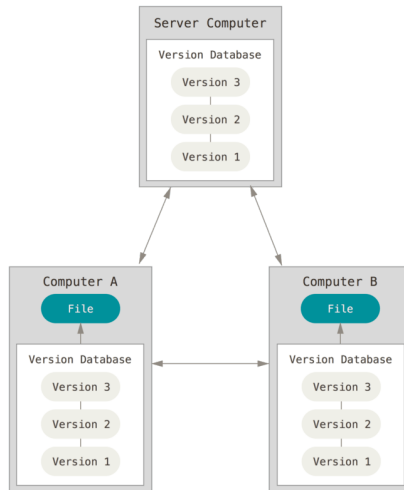 Server Computer
Version Database
Version 3
Version 2
Version 1
Computer A
File
Version Database
Version 3
Version 2
Version 1
Computer B
File
Version Database
Version 3
Version 2
Version 1